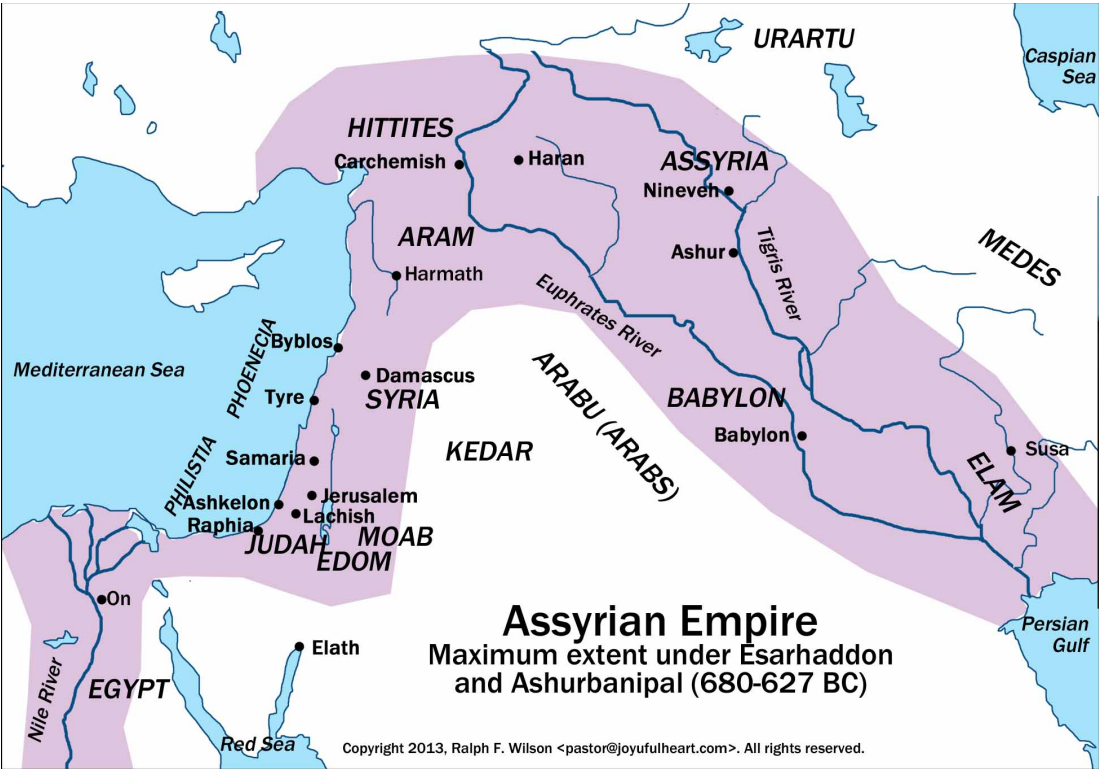 URARTU
Caspian
Sea
HITTITES
Carchemish
Haran
ASSYRIA
Nineveh
ARAM
Harmath
Ashur
Tigris River
MEDES
Euphrates River
Byblos
PHOENECIA
Mediterranean Sea
Damascus
SYRIA
Tyre
ARABU (ARABS)
BABYLON
Babylon
KEDAR
Samaria
PHILISTIA
Susa
ELAM
Ashkelon
Jerusalem
Lachish
Raphia
JUDAH
MOAB
EDOM
On
Elath
EGYPT
Nile River
Red Sea
Persian
Gulf
Assyrian Empire
Maximum extent under Esarhaddon
and Ashurbanipal (680-627 BC)
Copyright 2013, Ralph F. Wilson <pastor@joyufulheart.com>. All rights reserved.